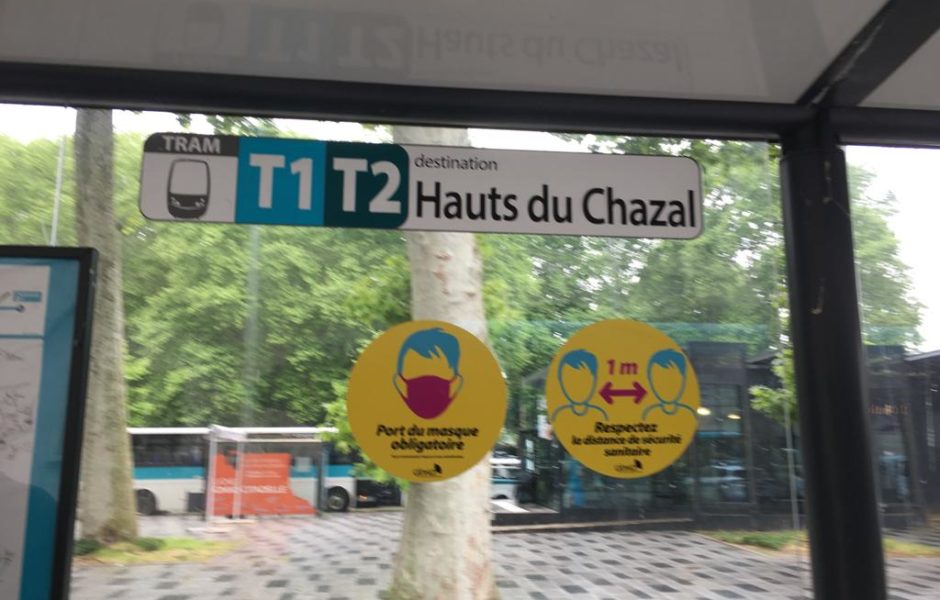 TRAM
T1 T2
destination
Hauts du Chazal
Port du masque
obligatoire
1 m
Respectez
la distance de sécurité
sanitaire